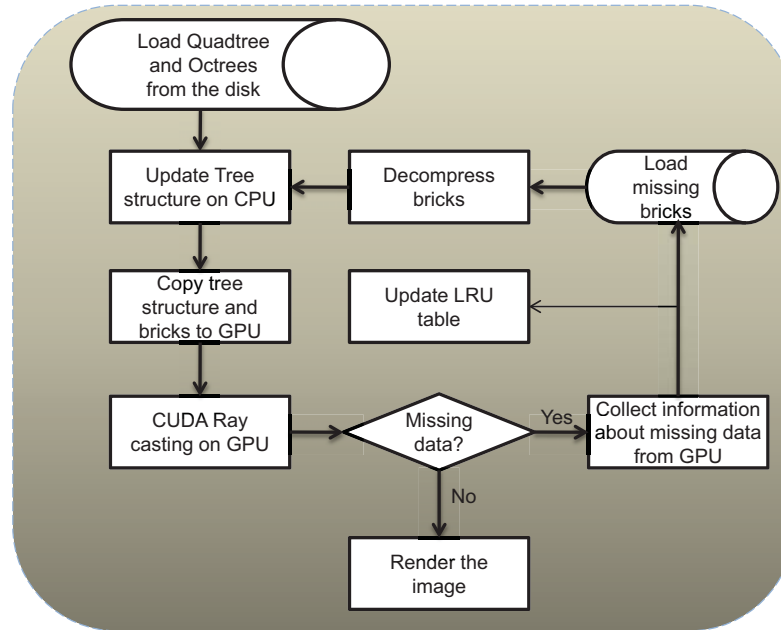 Load Quadtree
and Octrees
from the disk
Update Tree
structure on CPU
Decompress
bricks
Load
missing
bricks
Copy tree
structure and
bricks to GPU
Update LRU
table
CUDA Ray
casting on GPU
Missing
data?
Yes
Collect information
about missing data
from GPU
No
Render the
image